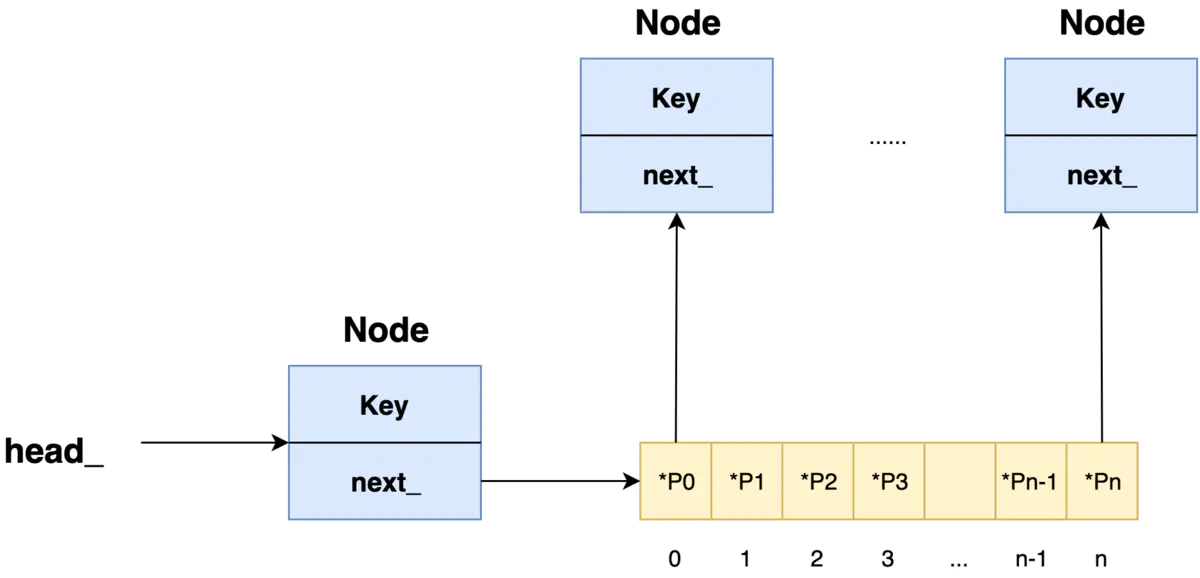 Node Node
Key Key
......
next_ next_
Node
Key
head_
next_ *P0 *P1 *P2 *P3 *Pn-1 *Pn
0 1 2 3 ... n-1 n